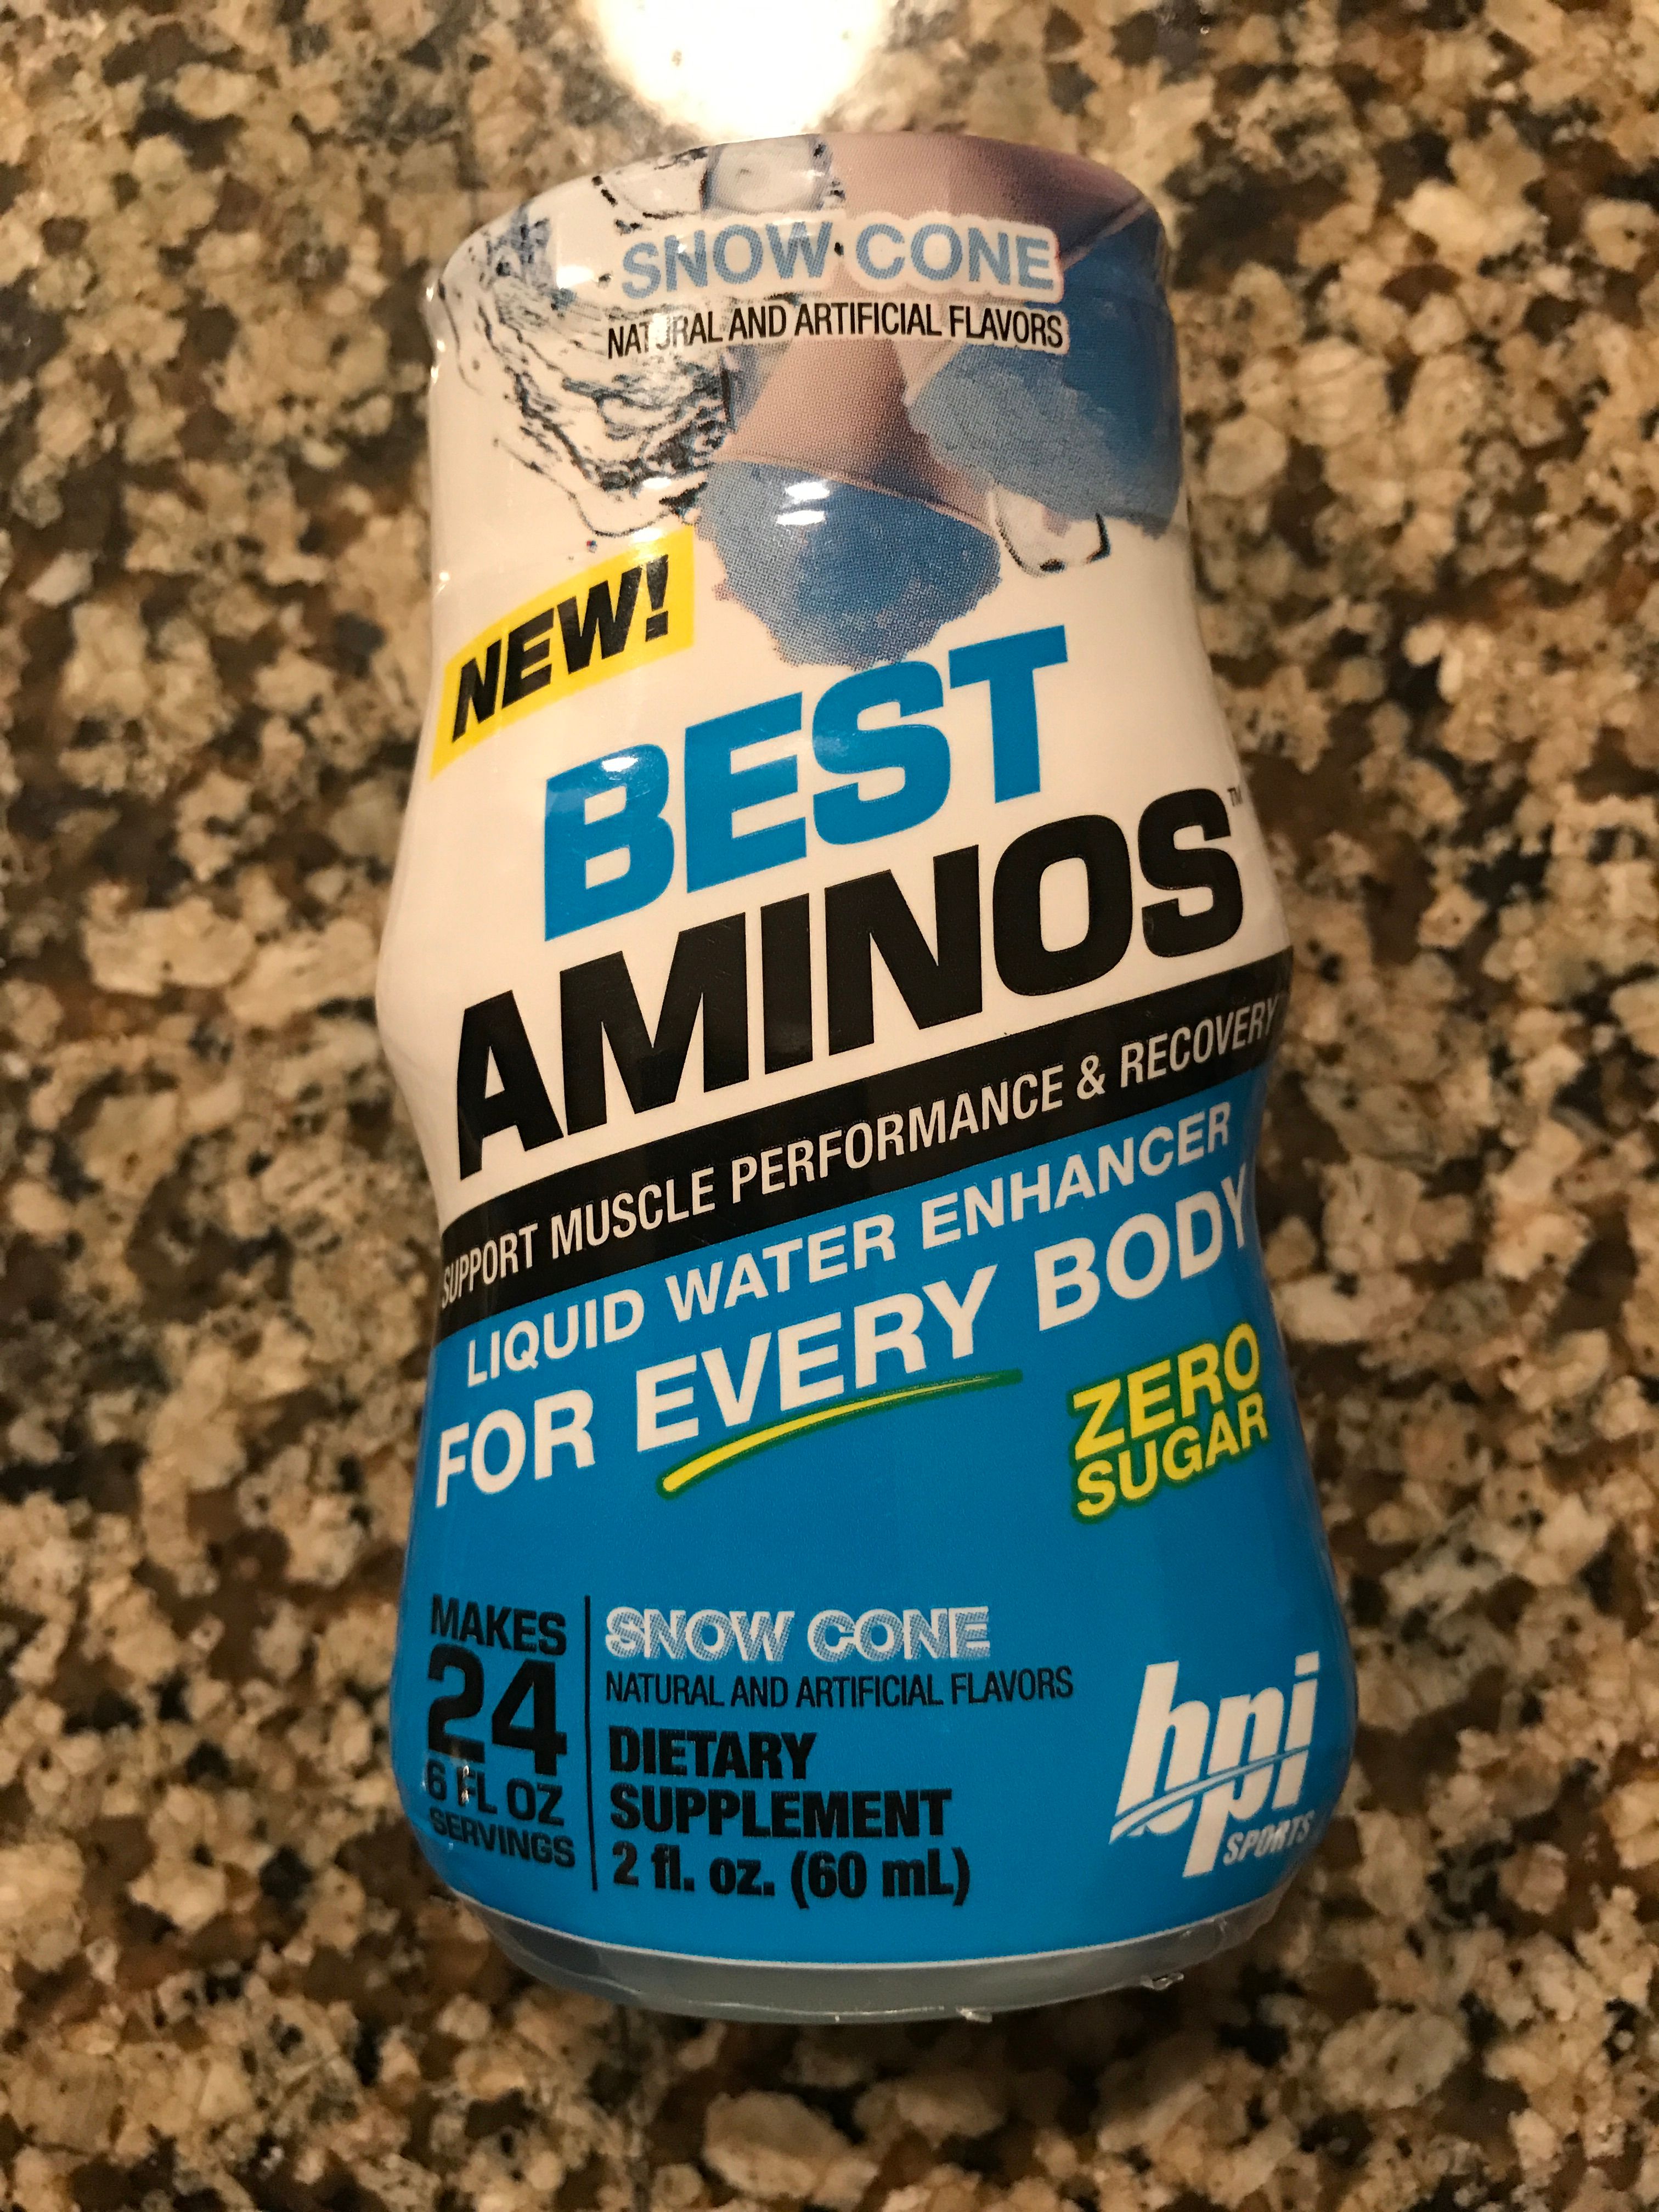 SNOW CONE
NATURAL AND ARTIFICIAL FLAVORS
NEW!
BEST
AMINOS™
SUPPORT MUSCLE PERFORMANCE & RECOVERY
LIQUID WATER ENHANCER
FOR EVERY BODY
ZERO
SUGAR
MAKES
24
6 FL OZ
SERVINGS
SNOW CONE
NATURAL AND ARTIFICIAL FLAVORS
DIETARY
SUPPLEMENT
2 fl. oz. (60 mL)
bpi
SPORTS